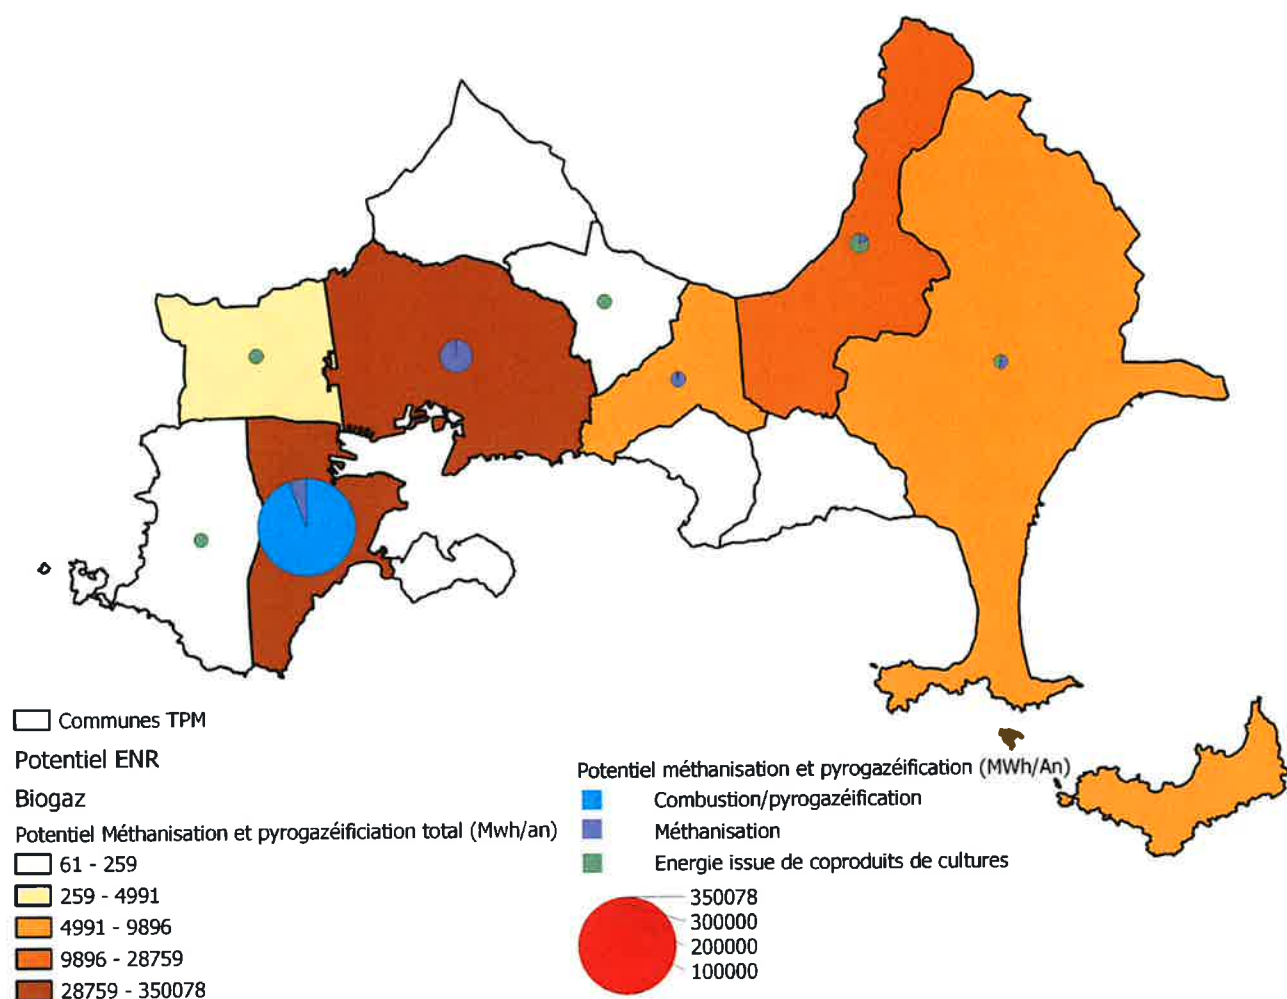 Communes TPM
Potentiel ENR
Biogaz
Potentiel Méthanisation et pyrogazéificiation total (Mwh/an)
61 - 259
259 - 4991
4991 - 9896
9896 - 28759
28759 - 350078
Potentiel méthanisation et pyrogazéification (MWh/An)
Combustion/pyrogazéification
Méthanisation
Energie issue de coproduits de cultures
350078
300000
200000
100000